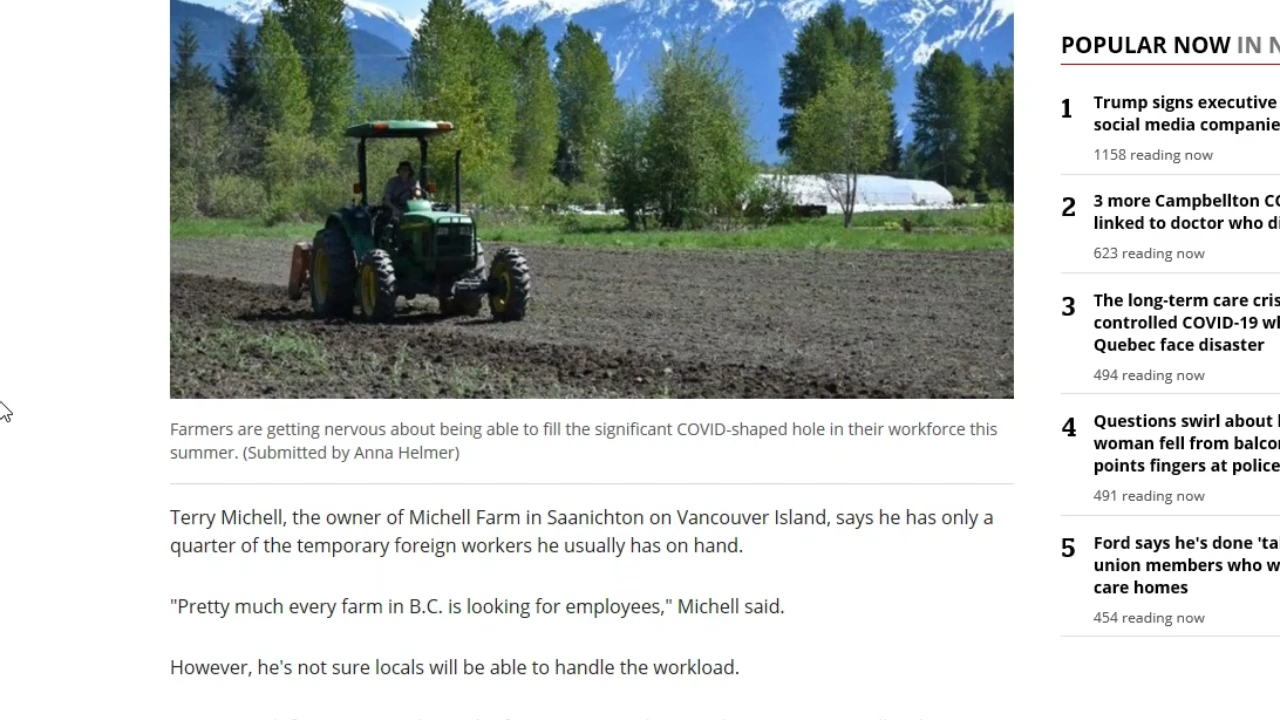 Farmers are getting nervous about being able to fill the significant COVID-shaped hole in their workforce this
summer. (Submitted by Anna Helmer)
Terry Michell, the owner of Michell Farm in Saanichton on Vancouver Island, says he has only a
quarter of the temporary foreign workers he usually has on hand.
"Pretty much every farm in B.C. is looking for employees," Michell said.
However, he's not sure locals will be able to handle the workload.
POPULAR NOW IN
1
Trump signs executive
social media
1158 reading now
2
3 more Campbellton
linked to doctor who
623 reading now
3
The long-term care
controlled COVID-19
Quebec face disaster
494 reading now
4
Questions swirl about
woman fell from
points fingers at police
491 reading now
5
Ford says he's done
union members who
care homes
454 reading now